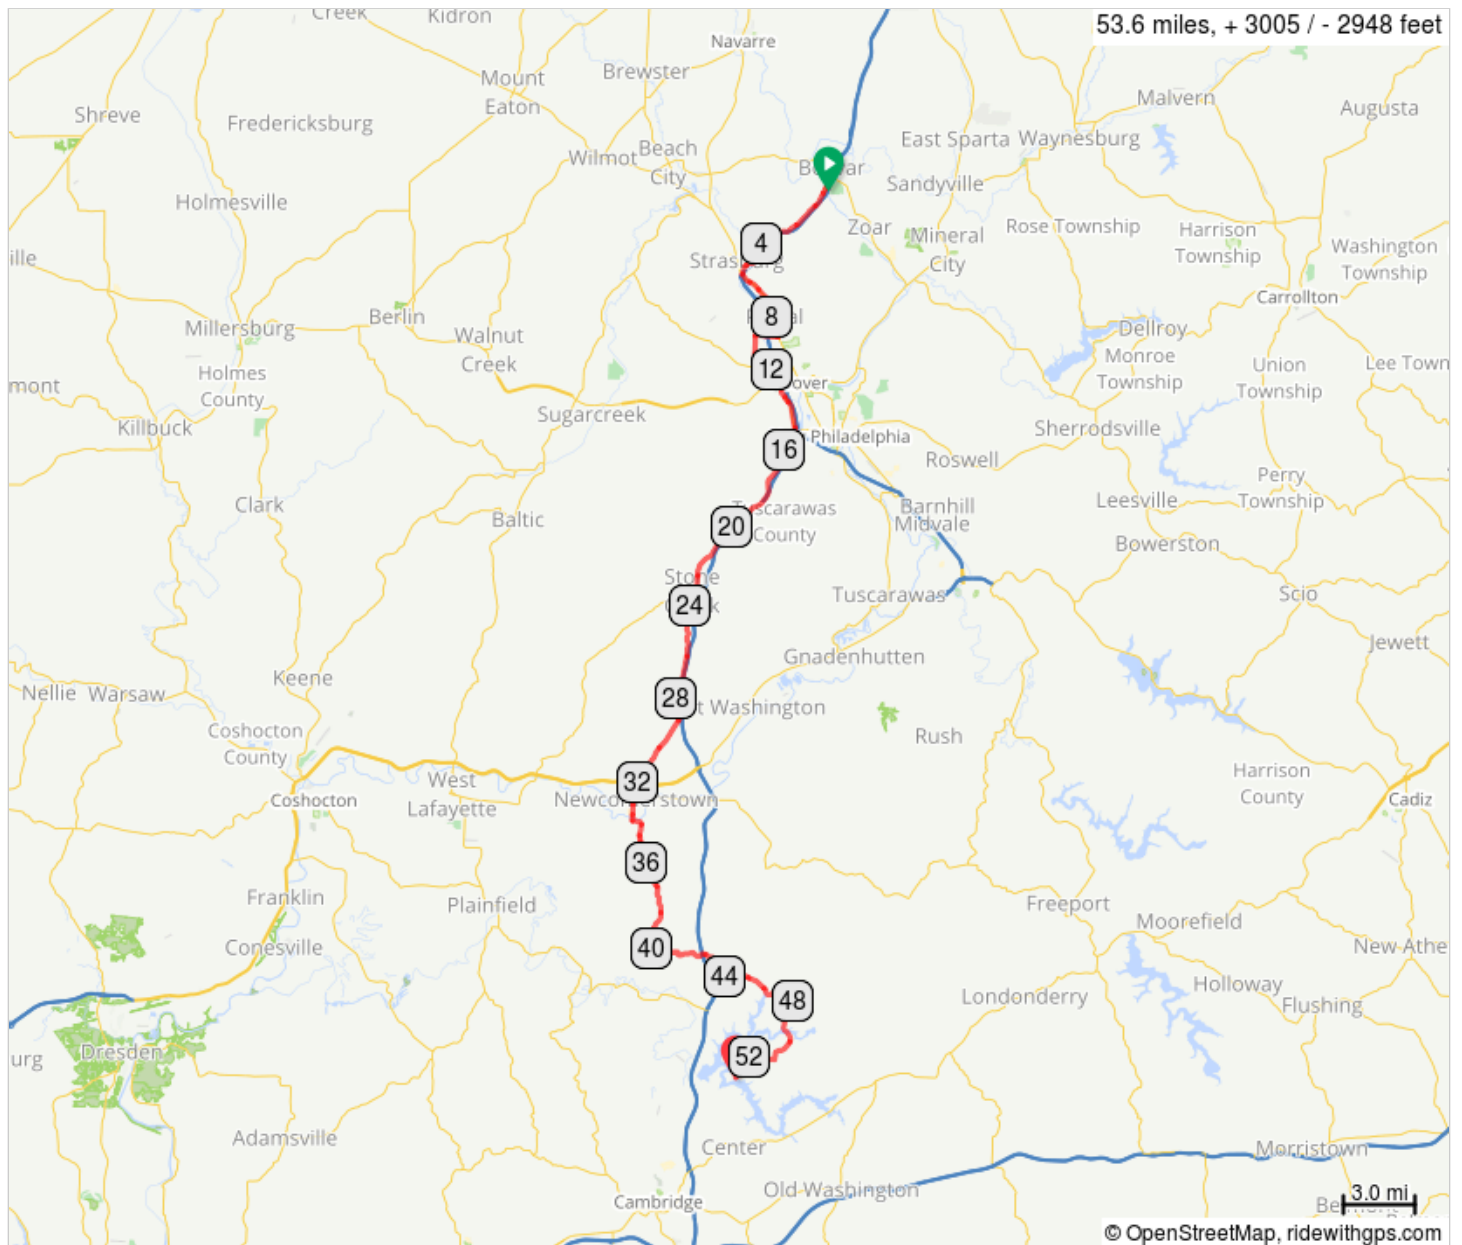 Creek
Kidron
53.6 miles, + 3005 / - 2948 feet
Navarre
Brewster
Mount
Eaton
Malvern
Augusta
Shreve
Fredericksburg
East Sparta
Waynesburg
Wilmot
Beach
City
Sandyville
Holmesville
Zoar
Mineral
City
Rose Township
Harrison
Township
Washington
Township
ille
4
Carrollton
8
Millersburg
Berlin
Walnut
Creek
Dellroy
Monroe
Township
Union
Township
Lee Town
mont
Holmes
County
12
over
Sugarcreek
Killbuck
Philadelphia
Sherrodsville
16
Roswell
Perry
Township
Clark
Baltic
20
Tuscarawas
County
Barnhill
Midvale
Leesville
Bowerston
Stone
24
Tuscarawas
Scio
Jewett
Gnadenhutten
Keene
Nellie
Warsaw
28
t Washington
Rush
Coshocton
County
West
Lafayette
32
Harrison
County
Coshocton
Newcomerstown
Cadiz
36
Franklin
Plainfield
Freeport
Moorefield
Conesville
40
New Athe
44
48
Londonderry
Holloway
Flushing
urg
Dresden
52
Adamsville
Center
Morristown
Cambridge
Old Washington
3.0 mi
© OpenStreetMap, ridewithgps.com